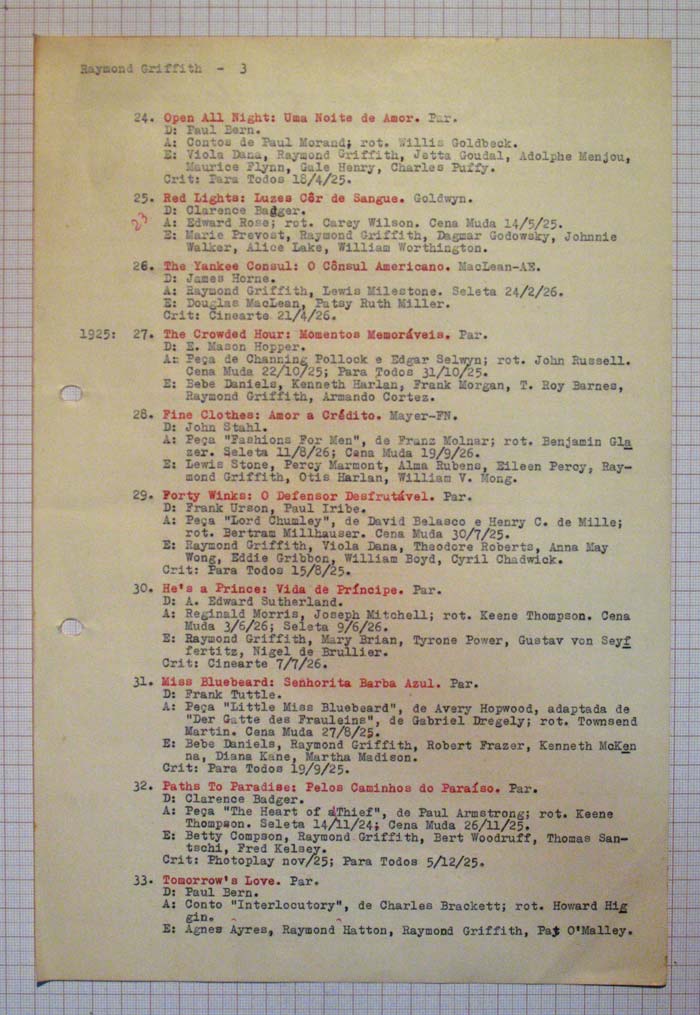 Raymond Griffith - 3
24. Open All Night: Uma Noite de Amor. Par.
D: Paul Bern.
A: Contos de Paul Morand; rot. Willis Goldbeck.
E: Viola Dana, Raymond Griffith, Jetta Goudal, Adolphe Menjou,
Maurice Flynn, Gale Henry, Charles Puffy.
Crit: Para Todos 18/4/25.
25. Red Lights: Luzes Côr de Sangue. Goldwyn.
23
D: Clarence Badger.
A: Edward Rose; rot. Carey Wilson. Cena Muda 14/5/25.
E: Marie Prevost, Raymond Griffith, Dagmar Godowsky, Johnnie
Walker, Alice Lake, William Worthington.
26. The Yankee Consul: O Cônsul Americano. MacLean-AE.
D: James Horne.
A: Raymond Griffith, Lewis Milestone. Seleta 24/2/26.
E: Douglas MacLean, Patsy Ruth Miller.
Crit: Cinearte 21/4/26.
1925: 27. The Crowded Hour: Momentos Memoráveis. Par.
D: E. Mason Hopper.
A: Peça de Channing Pollock e Edgar Selwyn; rot. John Russell.
Cena Muda 22/10/25; Para Todos 31/10/25.
E: Bebe Daniels, Kenneth Harlan, Frank Morgan, T. Roy Barnes,
Raymond Griffith, Armando Cortez.
28. Fine Clothes: Amor a Crédito. Mayer-FN.
D: John Stahl.
A: Peça "Fashions For Men", de Franz Molnar; rot. Benjamin Gla
zer. Seleta 11/8/26; Cena Muda 19/9/26.
E: Lewis Stone, Percy Marmont, Alma Rubens, Eileen Percy, Ray-
mond Griffith, Otis Harlan, William V. Mong.
29. Forty Winks: O Defensor Desfrutável. Par.
D: Frank Urson, Paul Iribe.
A: Peça "Lord Chumley", de David Belasco e Henry C. de Mille;
rot. Bertram Millhauser. Cena Muda 30/7/25.
E: Raymond Griffith, Viola Dana, Theodore Roberts, Anna May
Wong, Eddie Gribbon, William Boyd, Cyril Chadwick.
Crit: Para Todos 15/8/25.
30. He's a Prince: Vida de Príncipe. Par.
D: A. Edward Sutherland.
A: Reginald Morris, Joseph Mitchell; rot. Keene Thompson. Cena
Muda 3/6/26; Seleta 9/6/26.
E: Raymond Griffith, Mary Brian, Tyrone Power, Gustav von Seyf
fertitz, Nigel de Brullier.
Crit: Cinearte 7/7/26.
31. Miss Bluebeard: Senhorita Barba Azul. Par.
D: Frank Tuttle.
A: Peça "Little Miss Bluebeard", de Avery Hopwood, adaptada de
"Der Gatte des Frauleins", de Gabriel Dregely; rot. Townsend
Martin. Cena Muda 27/8/25.
E: Bebe Daniels, Raymond Griffith, Robert Frazer, Kenneth McKen
na, Diana Kane, Martha Madison.
Crit: Para Todos 19/9/25.
32. Paths To Paradise: Pelos Caminhos do Paraíso. Par.
D: Clarence Badger.
A: Peça "The Heart of a Thief", de Paul Armstrong; rot. Keene
Thompson. Seleta 14/11/24; Cena Muda 26/11/25.
E: Betty Compson, Raymond Griffith, Bert Woodruff, Thomas San-
tschi, Fred Kelsey.
Crit: Photoplay nov/25; Para Todos 5/12/25.
33. Tomorrow's Love. Par.
D: Paul Bern.
A: Conto "Interlocutory", de Charles Brackett; rot. Howard Hig
gin.
E: Agnes Ayres, Raymond Hatton, Raymond Griffith, Pat O'Malley.